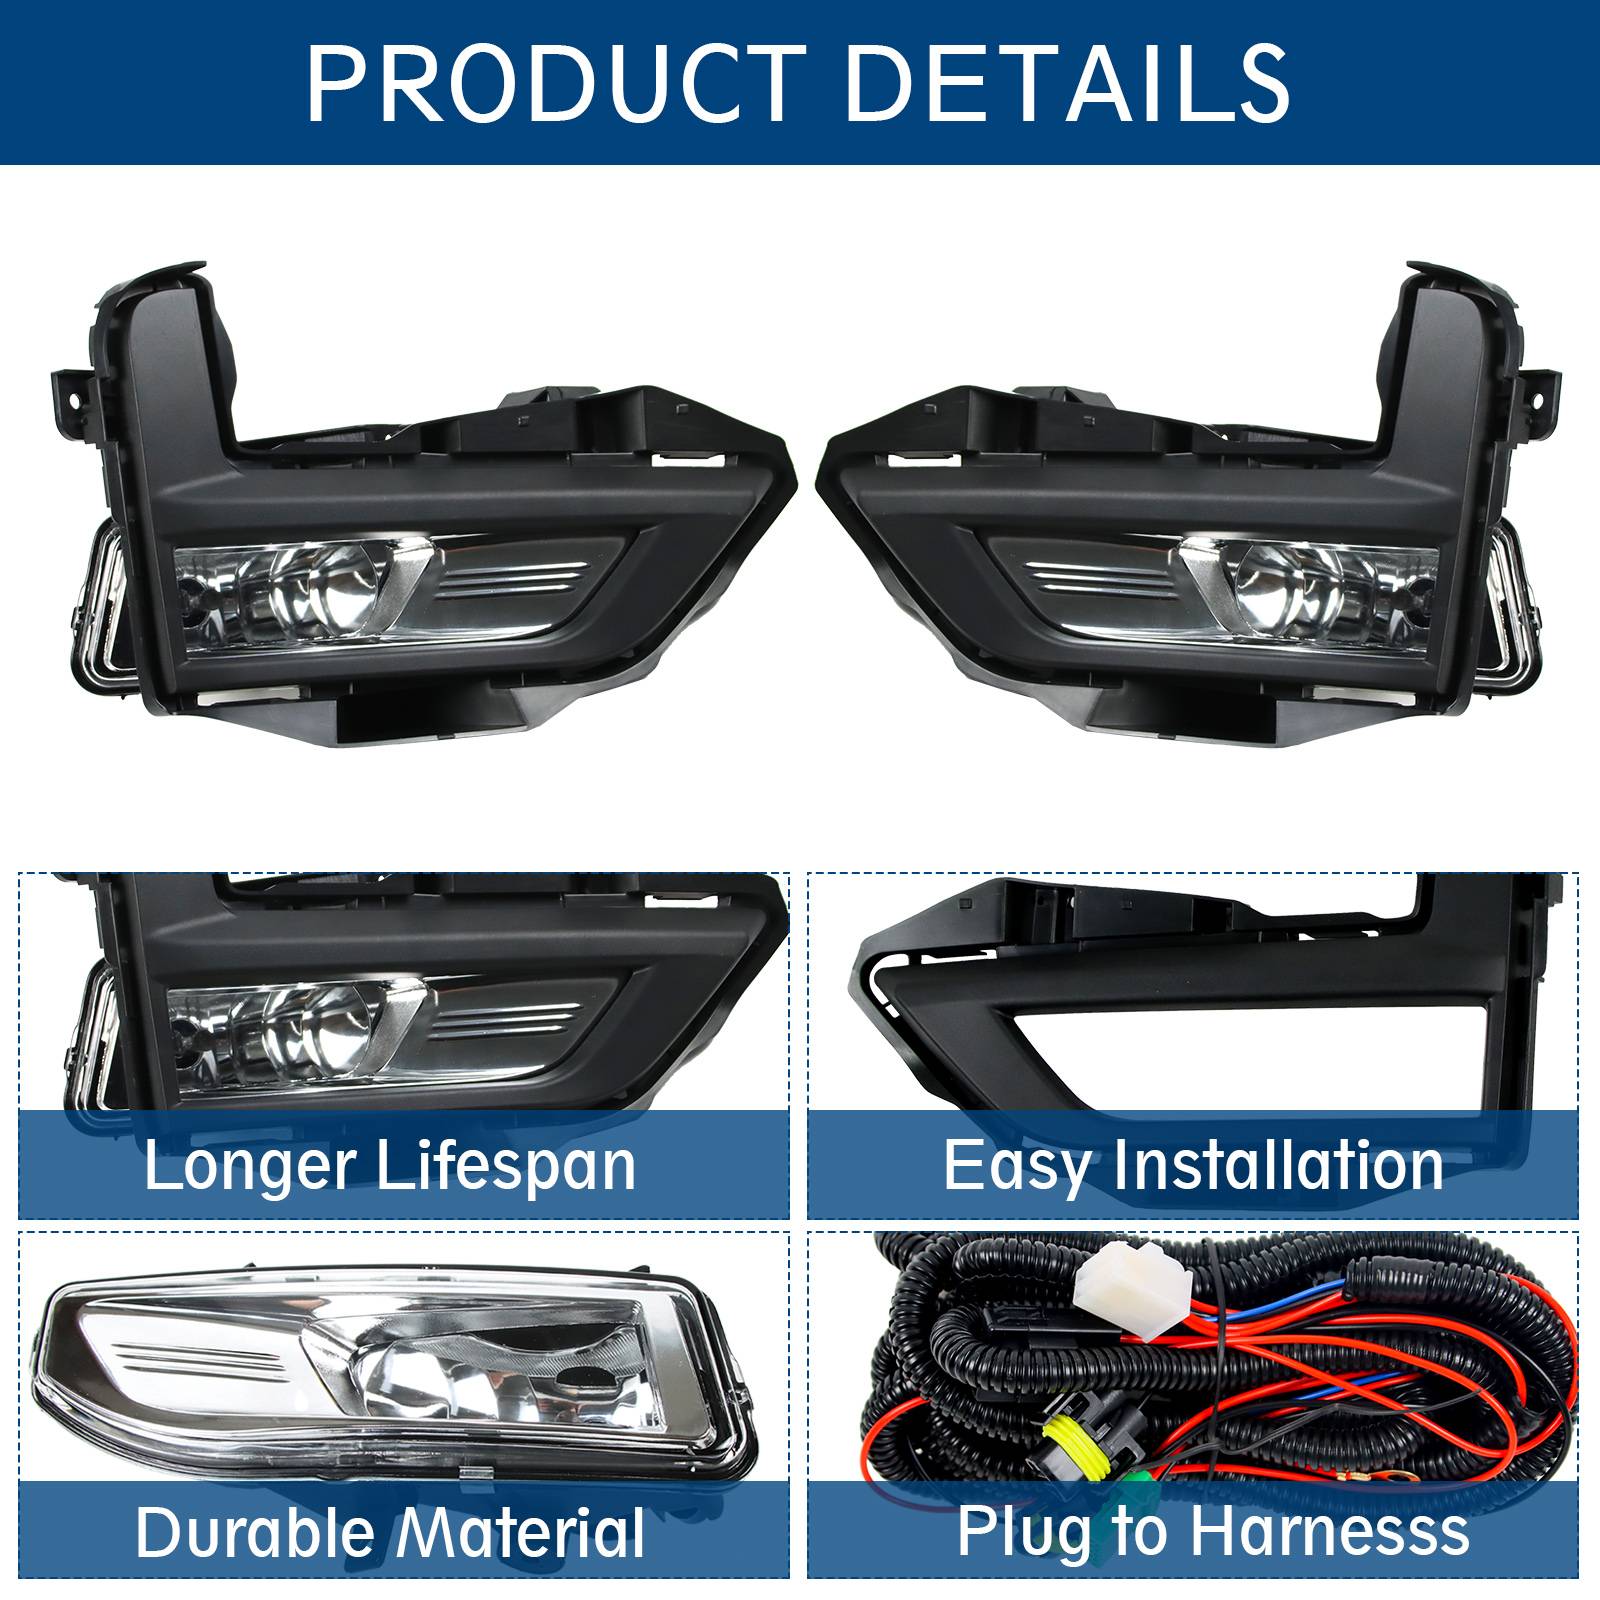 PRODUCT DETAILS
Longer Lifespan
Easy Installation
Durable Material
Plug to Harnesss